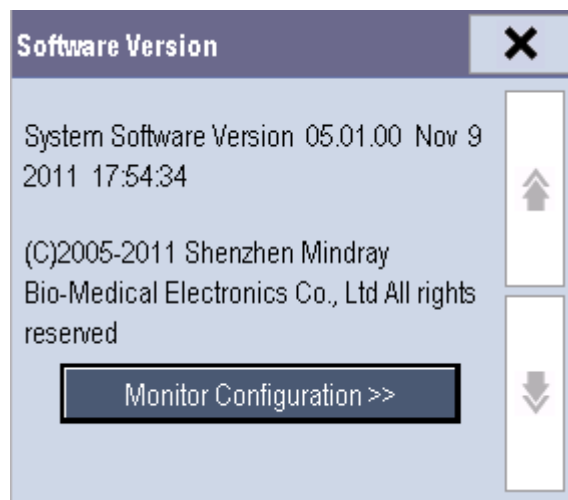 Software Version
System Software Version 05.01.00 Nov 9
2011 17:54:34
(C)2005-2011 Shenzhen Mindray
Bio-Medical Electronics Co., Ltd All rights
reserved
Monitor Configuration >>